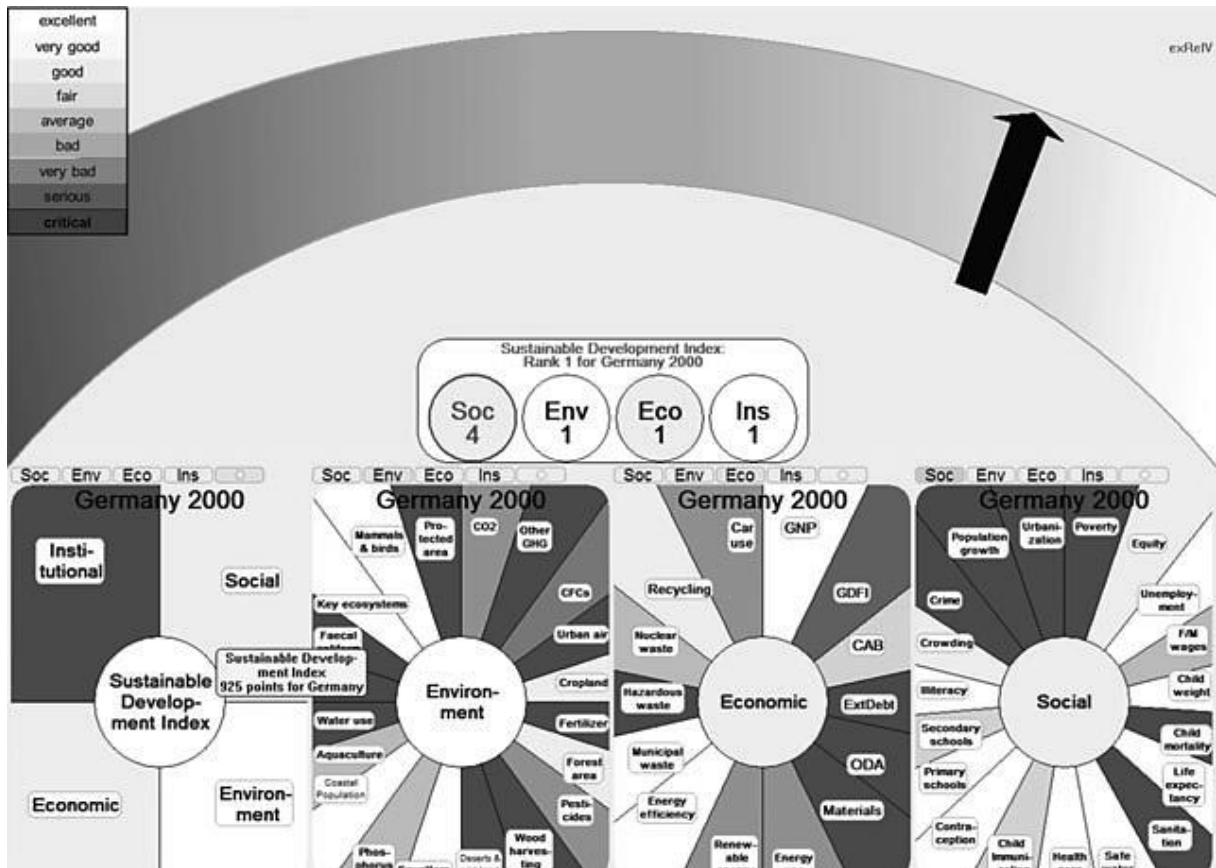 excellent
very good
good
fair
average
bad
very bad
serious
critical
exRelV
Sustainable Development Index:
Rank 1 for Germany 2000
Soc
4
Env
1
Eco
1
Ins
1
Soc Env Eco Ins
Germany 2000
Insti-
tutional
Social
Sustainable
Develop-
ment Index
Sustainable Develop-
ment Index
925 points for Germany
Economic
Environ-
ment
Soc Env Eco Ins
Germany 2000
Mammals
& birds
Pro-
tected
area
CO2
Other
GHG
CFCs
Key ecosystems
Urban air
Faecal
Cropland
Environ-
ment
Water use
Fertilizer
Aquaculture
Forest
area
Coastal
Population
Pesti-
cides
Phos-
phorus
Deserts &
Wood
harves-
ting
Soc Env Eco Ins
Germany 2000
Car
use
GNP
Recycling
GDFI
Nuclear
waste
CAB
Hazardous
waste
Economic
ExtDebt
Municipal
waste
ODA
Energy
efficiency
Materials
Renew-
able
Energy
Soc Env Eco Ins
Germany 2000
Population
growth
Urbani-
zation
Poverty
Equity
Crime
Unemploy-
ment
Crowding
F/M
wages
Illiteracy
Social
Child
weight
Secondary
schools
Child
mortality
Primary
schools
Life
expec-
tancy
Contra-
ception
Sanita-
tion
Child
Immuni-
Health
Safe